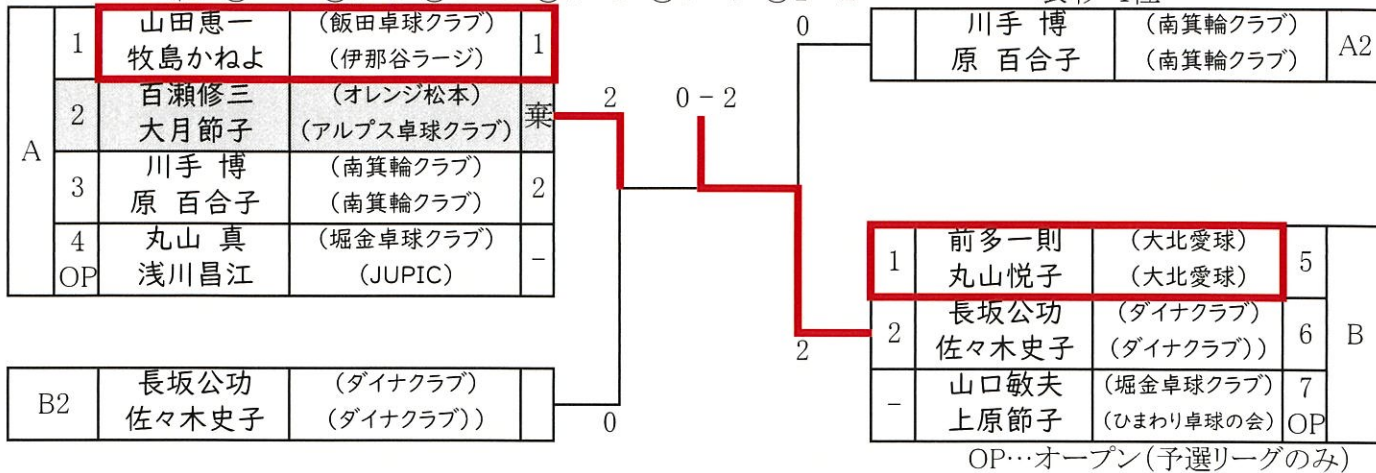 A
1
山田恵一 (飯田卓球クラブ)
牧島かねよ (伊那谷ラージ)
1
2
百瀬修三 (オレンジ松本)
大月節子 (アルプス卓球クラブ)
棄
3
川手 博 (南箕輪クラブ)
原 百合子 (南箕輪クラブ)
2
4
OP
丸山 真 (堀金卓球クラブ)
浅川昌江 (JUPIC)
-
B2
長坂公功 (ダイナクラブ)
佐々木史子 (ダイナクラブ))
2
0
0 - 2
0
2
川手 博 (南箕輪クラブ)
原 百合子 (南箕輪クラブ)
A2
1
前多一則 (大北愛球)
丸山悦子 (大北愛球)
5
2
長坂公功 (ダイナクラブ)
佐々木史子 (ダイナクラブ))
6
-
山口敏夫 (堀金卓球クラブ)
上原節子 (ひまわり卓球の会)
7
OP
B
OP…オープン(予選リーグのみ)